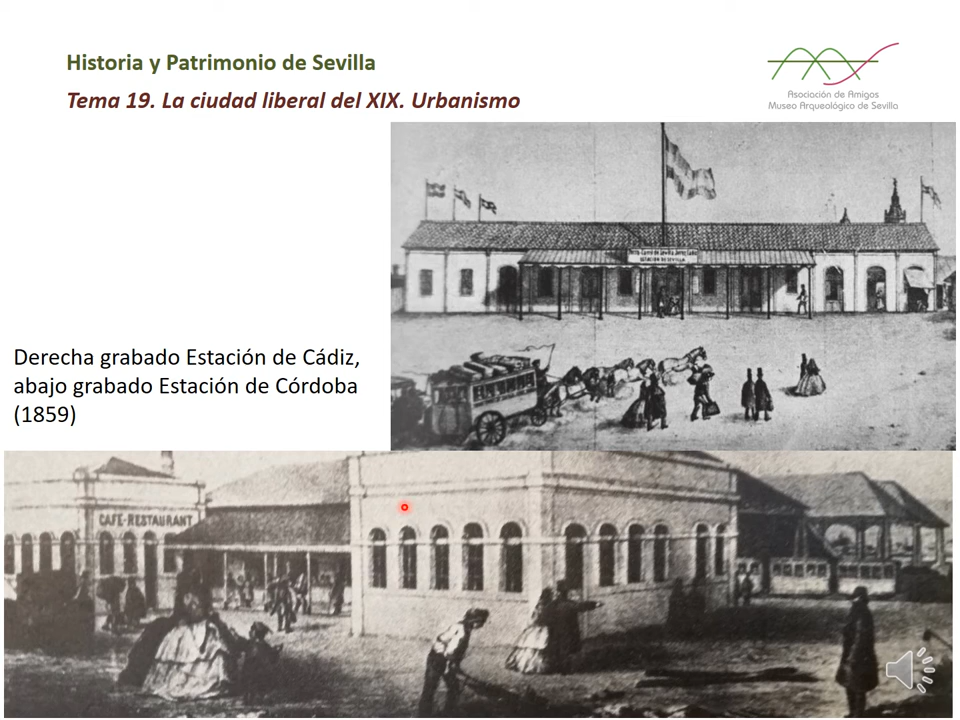 Historia y Patrimonio de Sevilla
Tema 19. La ciudad liberal del XIX. Urbanismo
Asociación de Amigos
Museo Arqueológico de Sevilla
ESTACION DE SEVILLA
Derecha grabado Estación de Cádiz,
abajo grabado Estación de Córdoba
(1859)
CAFE-RESTAURANT